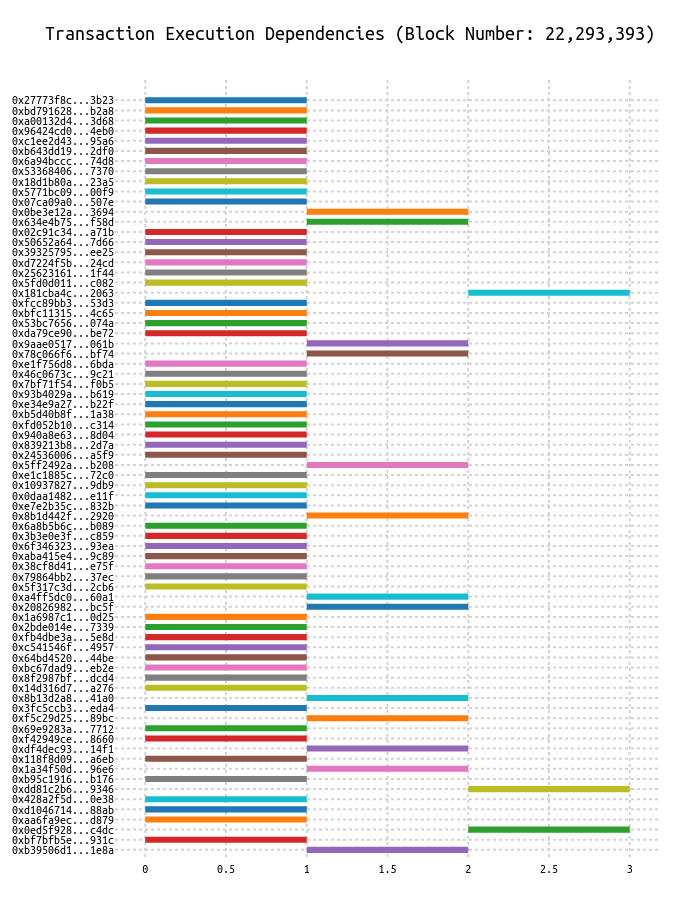 Transaction Execution Dependencies (Block Number: 22,293,393)
0x27773f8c...3b23
0xbd791628...b2a8
0xa00132d4...3d68
0x96424cd0...4eb0
0xc1ee2d43...95a6
0xb643dd19...2df0
0x6a94bccc...74d8
0x53368406...7370
0x18d1b80a...23a5
0x5771bc09...00f9
0x07ca09a0...507e
0x0be3e12a...3694
0x634e4b75...f58d
0x02c91c34...a71b
0x50652a64...7d66
0x39325795...ee25
0xd7224f5b...24cd
0x25623161...1f44
0x5fd0d011...c082
0x181cba4c...2063
0xfcc89bb3...53d3
0xbfc11315...4c65
0x53bc7656...074a
0xda79ce90...be72
0x9aae0517...061b
0x78c066f6...bf74
0xe1f756d8...6bda
0x46c0673c...9c21
0x7bf71f54...f0b5
0x93b4029a...b619
0xe34e9a27...b22f
0xb5d40b8f...1a38
0xfd052b10...c314
0x940a8e63...8d04
0x839213b8...2d7a
0x24536006...a5f9
0x5ff2492a...b208
0xe1c1885c...72c0
0x10937827...9db9
0x0daa1482...e11f
0xe7e2b35c...832b
0x8b1d442f...2920
0x6a8b5b6c...b089
0x3b3e0e3f...c859
0x6f346323...93ea
0xaba415e4...9c89
0x38cf8d41...e75f
0x79864bb2...37ec
0x5f317c3d...2cb6
0xa4ff5dc0...60a1
0x20826982...bc5f
0x1a6987c1...0d25
0x2bde014e...7339
0xfb4dbe3a...5e8d
0xc541546f...4957
0x64bd4520...44be
0xbc67dad9...eb2e
0x8f2987bf...dcd4
0x14d316d7...a276
0x8b13d2a8...41a0
0x3fc5ccb3...eda4
0xf5c29d25...89bc
0x69e9283a...7712
0xf42949ce...8660
0xdf4dec93...14f1
0x118f8d09...a6eb
0x1a34f50d...96e6
0xb95c1916...b176
0xdd81c2b6...9346
0x428a2f5d...0e38
0xd1046714...88ab
0xaa6fa9ec...d879
0x0ed5f928...c4dc
0xbf7bfb5e...931c
0xb39506d1...1e8a
0 0.5 1 1.5 2 2.5 3